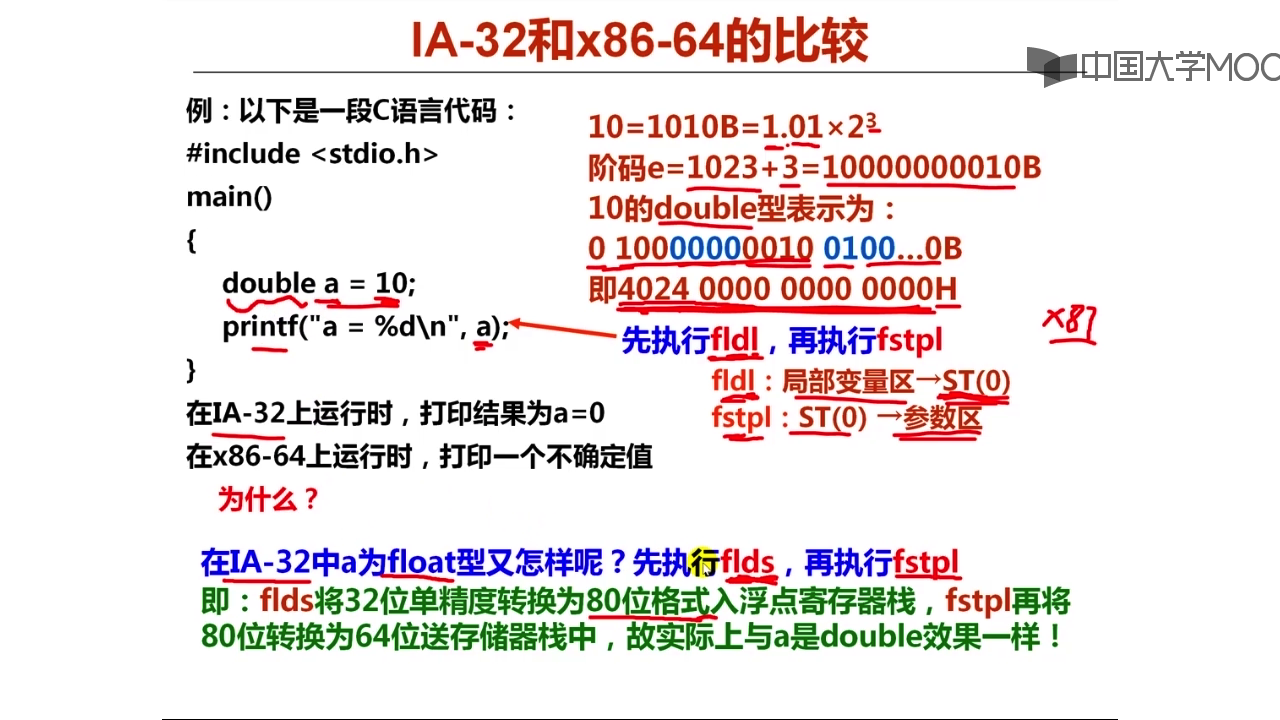 IA-32和x86-64的比较
中国大学MOO
例：以下是一段C语言代码：
#include <stdio.h>
main()
{
double a = 10;
printf("a = %d\n", a);
}
在IA-32上运行时，打印结果为a=0
在x86-64上运行时，打印一个不确定值
为什么？
10=1010B=1.01×2³
阶码e=1023+3=10000000010B
10的double型表示为：
0 10000000010 0100...0B
即4024 0000 0000 0000H
先执行fldl，再执行fstpl
fldl：局部变量区→ST(0)
fstpl：ST(0) →参数区
x87
在IA-32中a为float型又怎样呢？先执行flds，再执行fstpl
即：flds将32位单精度转换为80位格式入浮点寄存器栈，fstpl再将
80位转换为64位送存储器栈中，故实际上与a是double效果一样！